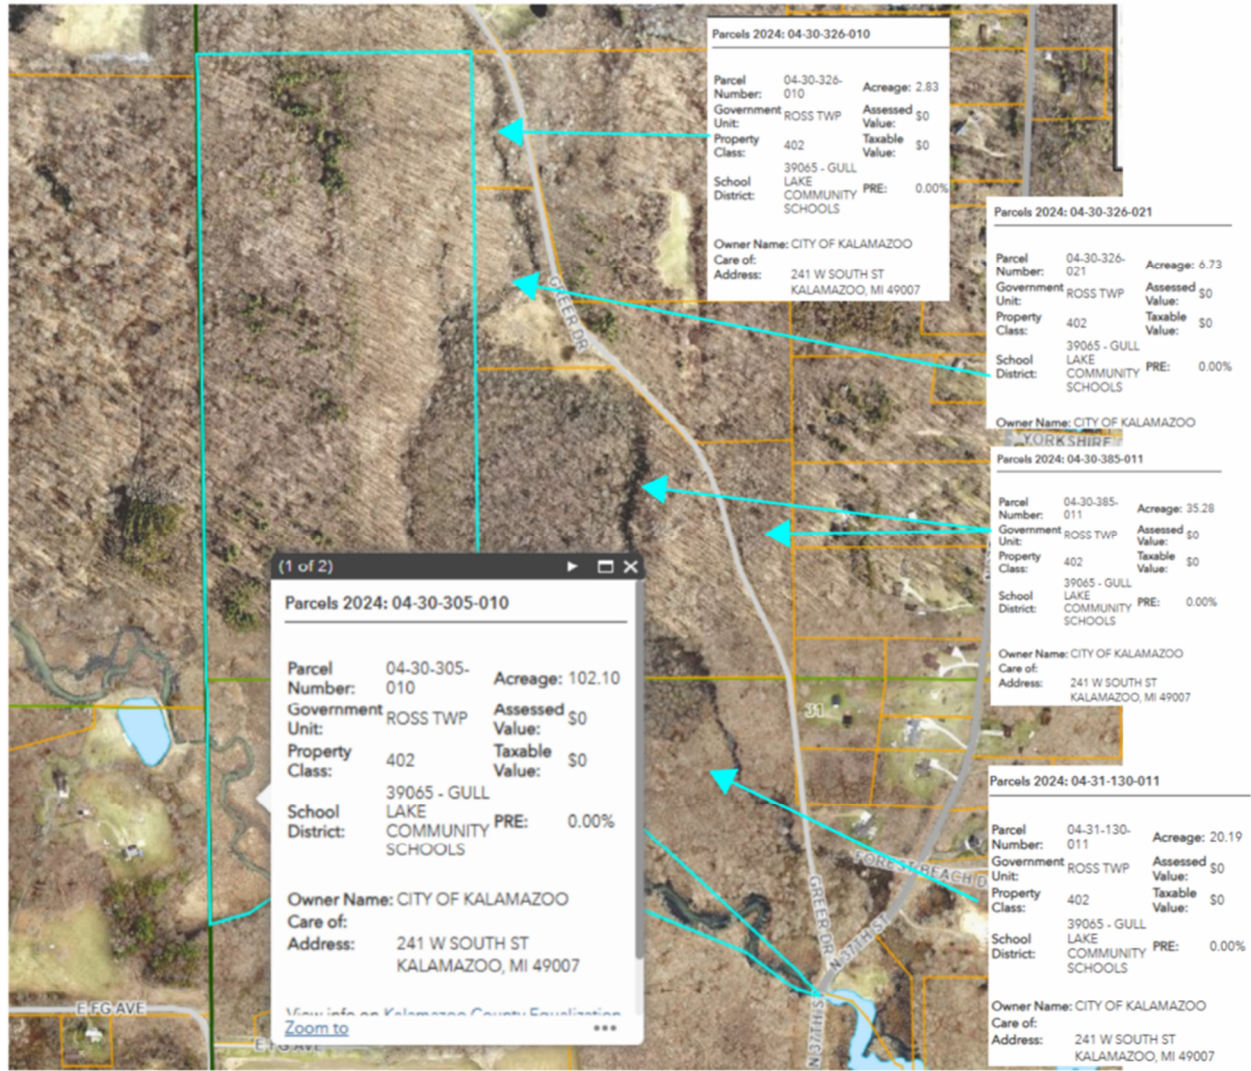 Parcels 2024: 04-30-326-010
Parcel Number: 04-30-326-010 Acreage: 2.83
Government Unit: ROSS TWP Assessed Value: $0
Property Class: 402 Taxable Value: $0
School District: 39065 - GULL LAKE COMMUNITY SCHOOLS PRE: 0.00%
Owner Name: CITY OF KALAMAZOO
Care of:
Address: 241 W SOUTH ST
KALAMAZOO, MI 49007
Parcels 2024: 04-30-326-021
Parcel Number: 04-30-326-021 Acreage: 6.73
Government Unit: ROSS TWP Assessed Value: $0
Property Class: 402 Taxable Value: $0
School District: 39065 - GULL LAKE COMMUNITY SCHOOLS PRE: 0.00%
Owner Name: CITY OF KALAMAZOO
GREER DR
YORKSHIRE
Parcels 2024: 04-30-385-011
Parcel Number: 04-30-385-011 Acreage: 35.28
Government Unit: ROSS TWP Assessed Value: $0
Property Class: 402 Taxable Value: $0
School District: 39065 - GULL LAKE COMMUNITY SCHOOLS PRE: 0.00%
Owner Name: CITY OF KALAMAZOO
Care of:
Address: 241 W SOUTH ST
KALAMAZOO, MI 49007
(1 of 2)
Parcels 2024: 04-30-305-010
Parcel Number: 04-30-305-010 Acreage: 102.10
Government Unit: ROSS TWP Assessed Value: $0
Property Class: 402 Taxable Value: $0
School District: 39065 - GULL LAKE COMMUNITY SCHOOLS PRE: 0.00%
Owner Name: CITY OF KALAMAZOO
Care of:
Address: 241 W SOUTH ST
KALAMAZOO, MI 49007
View info on Kalamazoo County Equalization
Zoom to
31
Parcels 2024: 04-31-130-011
Parcel Number: 04-31-130-011 Acreage: 20.19
Government Unit: ROSS TWP Assessed Value: $0
Property Class: 402 Taxable Value: $0
School District: 39065 - GULL LAKE COMMUNITY SCHOOLS PRE: 0.00%
Owner Name: CITY OF KALAMAZOO
Care of:
Address: 241 W SOUTH ST
KALAMAZOO, MI 49007
FOREST BEACH D
GREER DR
N 37TH ST
N 37TH S
E FG AVE
E FG AVE